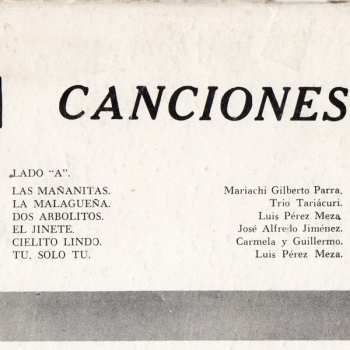 CANCIONES
LADO "A".
LAS MAÑANITAS. Mariachi Gilberto Parra.
LA MALAGUEÑA. Trio Tariácuri.
DOS ARBOLITOS. Luis Pérez Meza.
EL JINETE. José Alfredo Jiménez.
CIELITO LINDO. Carmela y Guillermo.
TU, SOLO TU. Luis Pérez Meza.